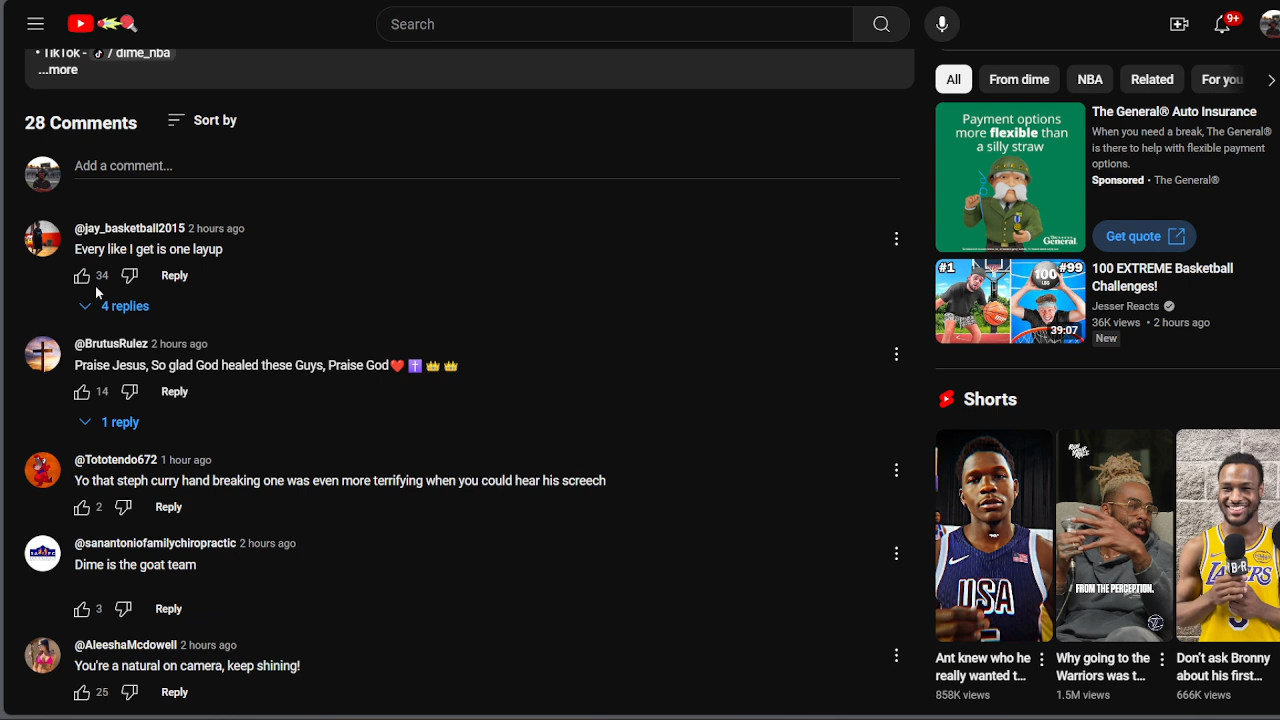 Search
9+
• TikTok - / dime_nba
...more
28 Comments
Sort by
Add a comment...
@jay_basketball2015 2 hours ago
Every like I get is one layup
34 Reply
4 replies
@BrutusRulez 2 hours ago
Praise Jesus, So glad God healed these Guys, Praise God❤️✝️👑👑
14 Reply
1 reply
@Tototendo672 1 hour ago
Yo that steph curry hand breaking one was even more terrifying when you could hear his screech
2 Reply
@sanantoniofamilychiropractic 2 hours ago
Dime is the goat team
3 Reply
@AleeshaMcdowell 2 hours ago
You're a natural on camera, keep shining!
25 Reply
All From dime NBA Related For you
Payment options
more flexible than
a silly straw
General
The General® Auto Insurance
When you need a break, The General®
is there to help with flexible payment
options.
Sponsored · The General®
Get quote
#1 #99
100
39:07
100 EXTREME Basketball
Challenges!
Jesser Reacts
36K views • 2 hours ago
New
Shorts
USA
FROM THE PERCEPTION.
B/R
LAKERS
Ant knew who he
really wanted t...
858K views
Why going to the
Warriors was t...
1.5M views
Don't ask Bronny
about his first...
666K views